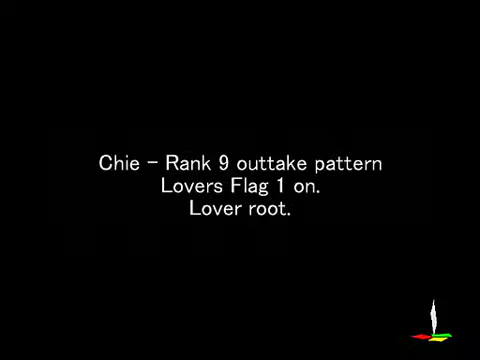 Chie - Rank 9 outtake pattern
Lovers Flag 1 on.
Lover root.